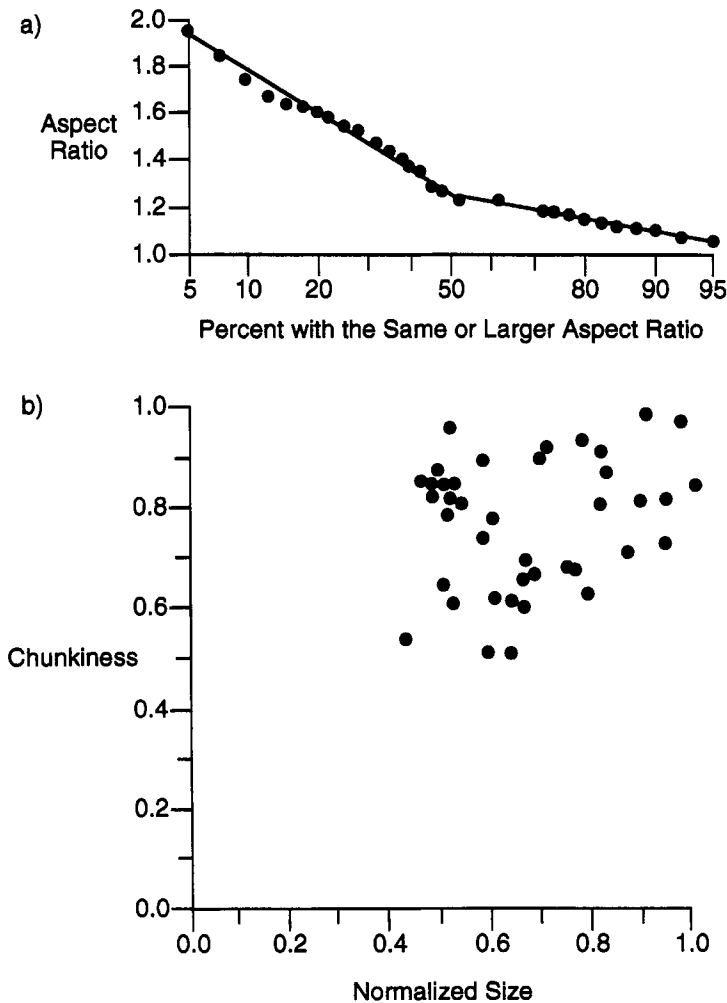 a)
2.0
1.8
1.6
Aspect
Ratio
1.4
1.2
1.0
5 10 20 50 80 90 95
Percent with the Same or Larger Aspect Ratio
b)
1.0
0.8
0.6
Chunkiness
0.4
0.2
0.0
0.0 0.2 0.4 0.6 0.8 1.0
Normalized Size